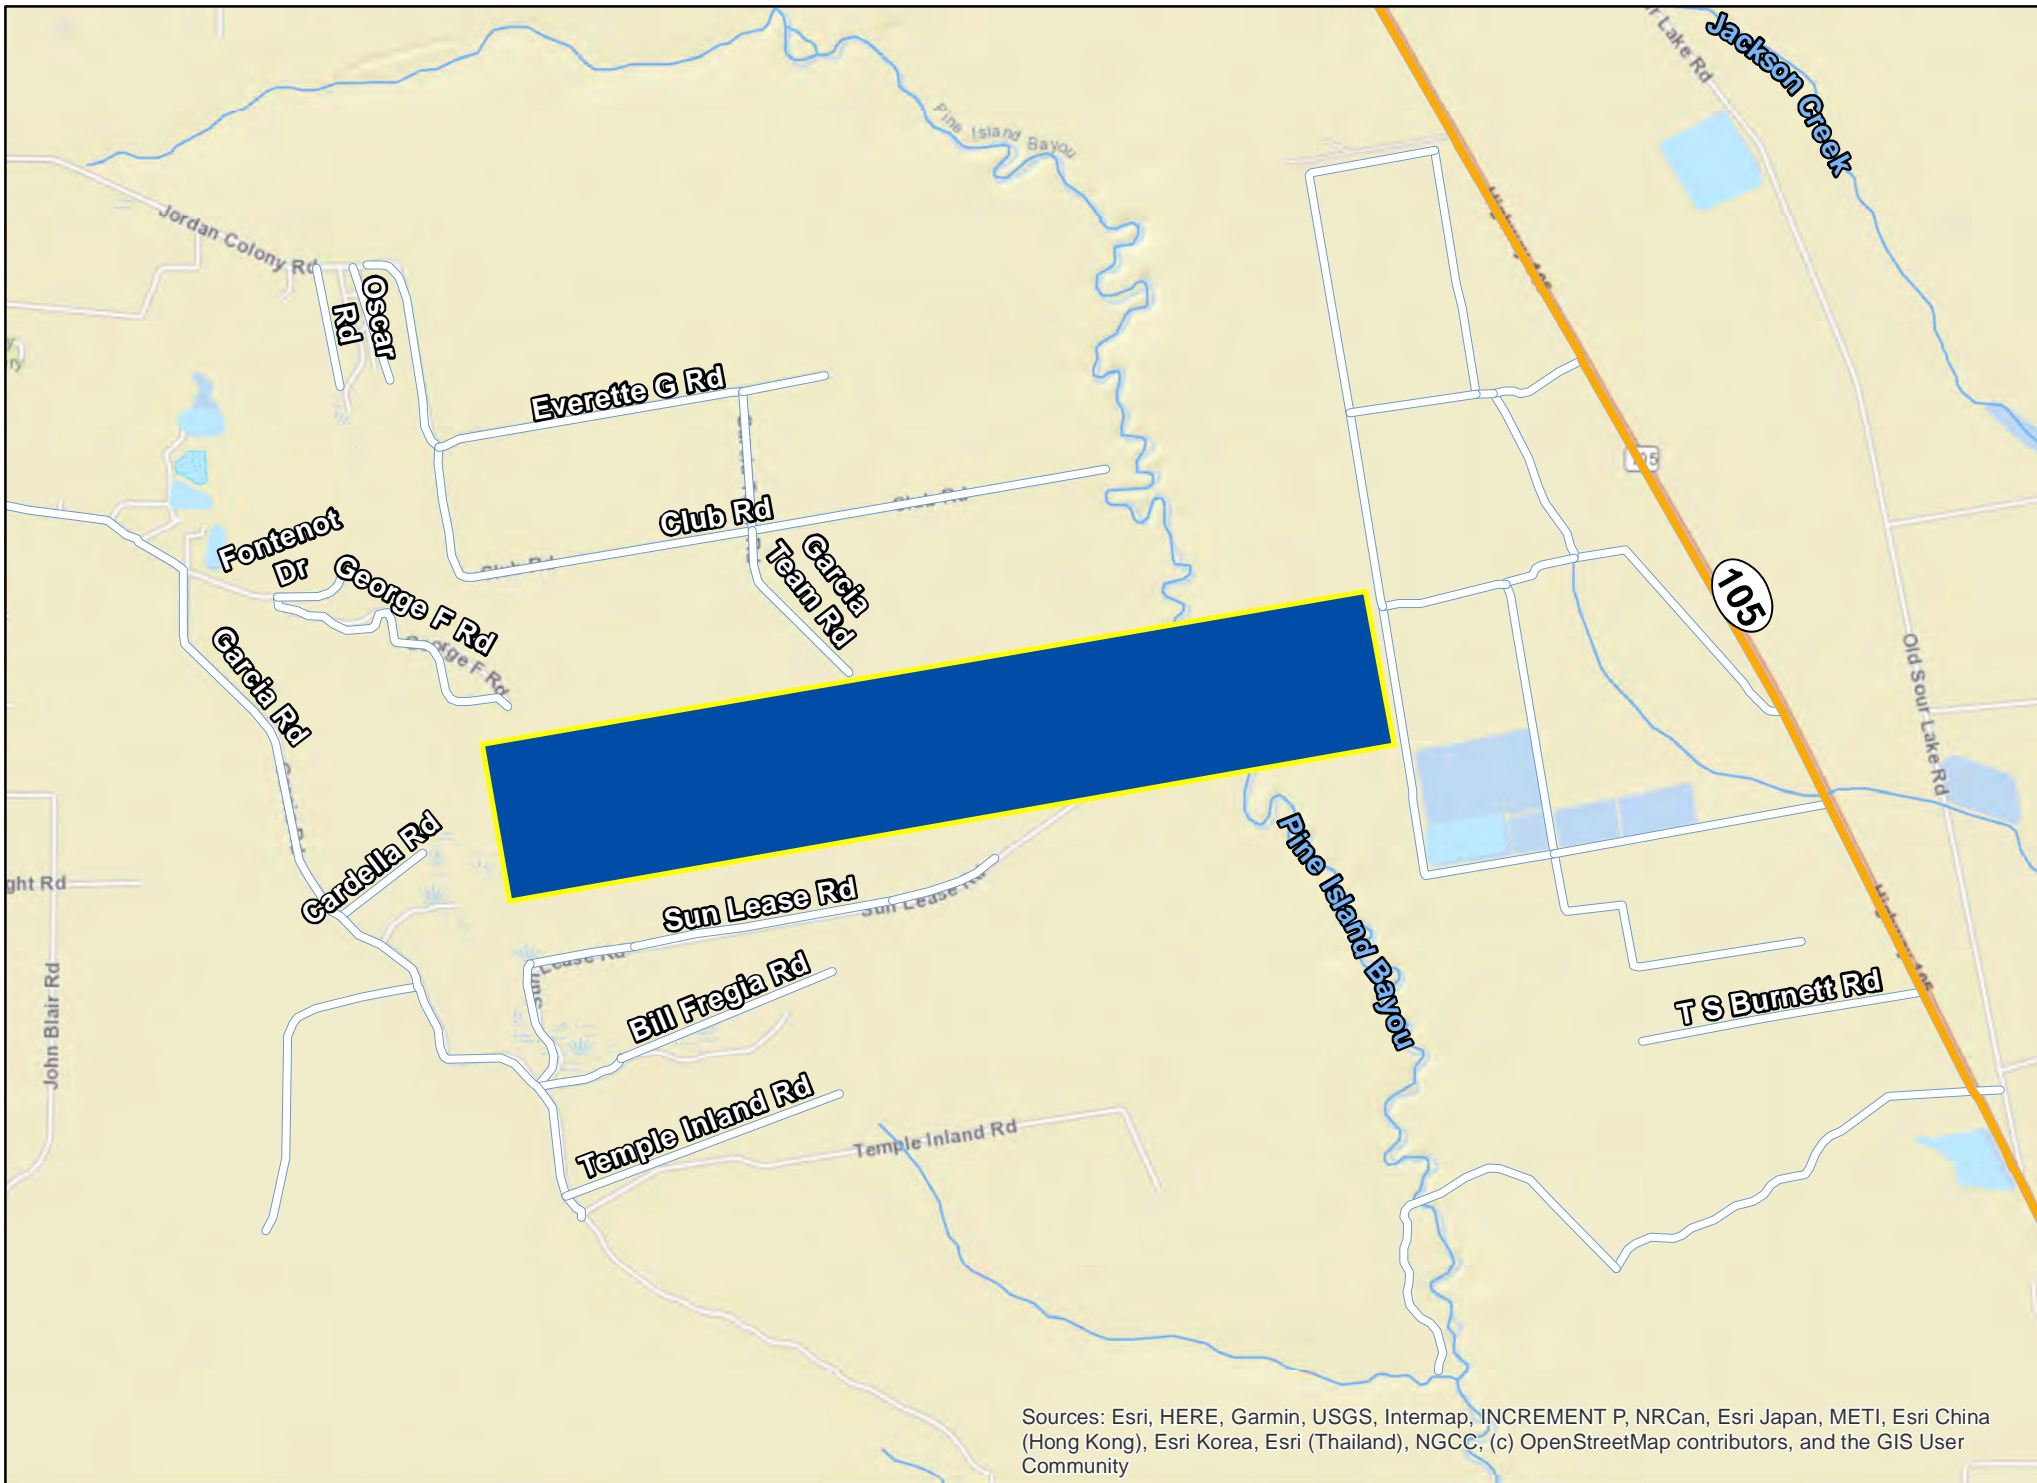 Jackson Creek
Lake Rd
Pine Island Bayou
Jordan Colony Rd
Oscar
Rd
Everette G Rd
105
Club Rd
Club Rd
Club Rd
Fontenot
Dr
George F Rd
George F Rd
Garcia
Team Rd
105
Garcia Rd
Old Sour Lake Rd
Cardella Rd
ght Rd
Sun Lease Rd
Sun Lease Rd
Pine Island Bayou
Lease Rd
Sun
Bill Fregia Rd
John Blair Rd
T S Burnett Rd
Temple Inland Rd
Temple Inland Rd
Sources: Esri, HERE, Garmin, USGS, Intermap, INCREMENT P, NRCan, Esri Japan, METI, Esri China
(Hong Kong), Esri Korea, Esri (Thailand), NGCC, (c) OpenStreetMap contributors, and the GIS User
Community